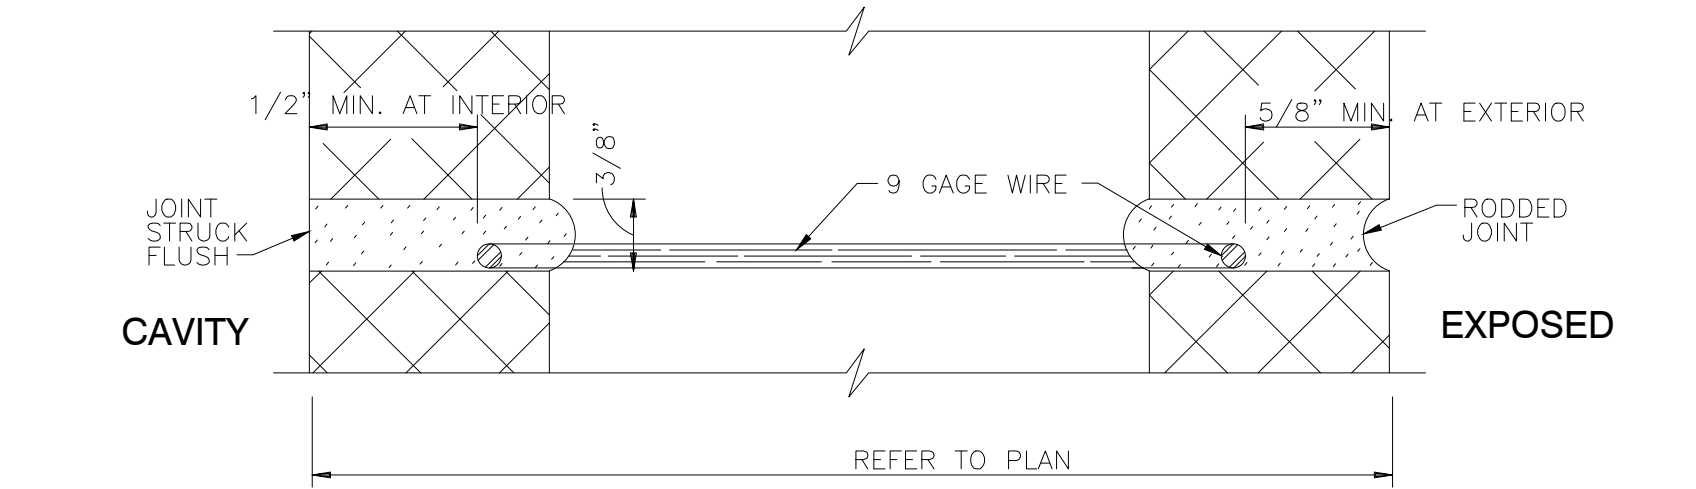 1/2" MIN. AT INTERIOR
5/8" MIN. AT EXTERIOR
3/8"
9 GAGE WIRE
JOINT
STRUCK
FLUSH
RODDED
JOINT
CAVITY
EXPOSED
REFER TO PLAN